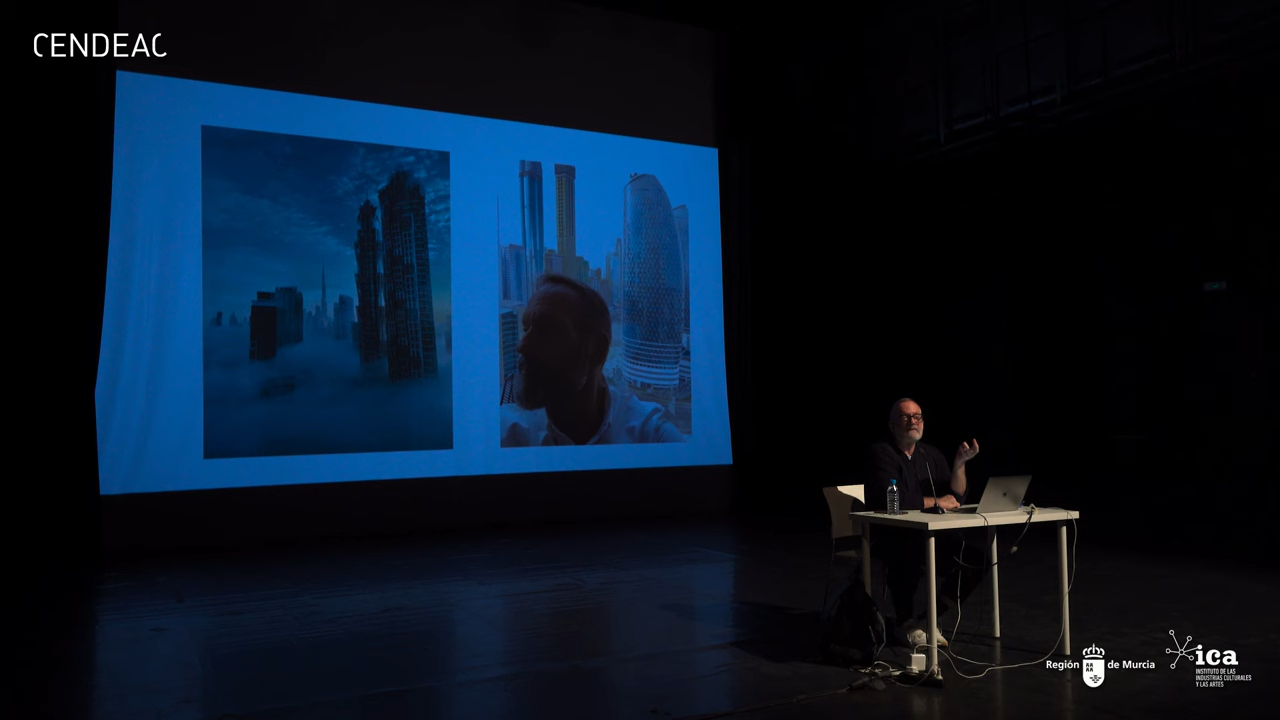 CENDEAC
Región de Murcia
ica
INSTITUTO DE LAS
INDUSTRIAS CULTURALES
Y LAS ARTES